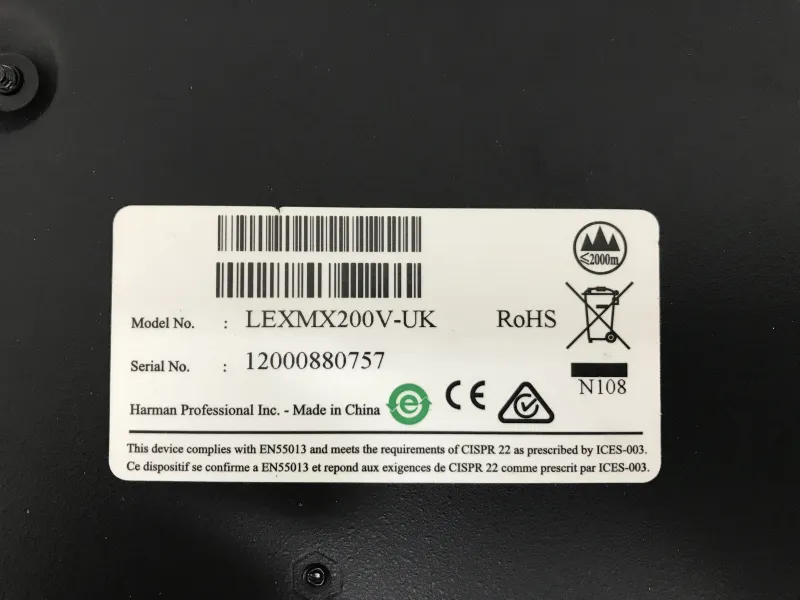 ≤2000m
Model No. : LEXMX200V-UK RoHS
Serial No. : 12000880757
N108
Harman Professional Inc. - Made in China e CE
This device complies with EN55013 and meets the requirements of CISPR 22 as prescribed by ICES-003.
Ce dispositif se confirme a EN55013 et repond aux exigences de CISPR 22 comme prescrit par ICES-003.